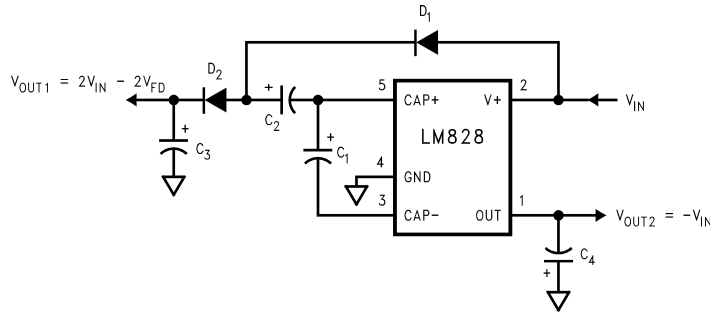 D1
VOUT1 = 2VIN - 2VFD
D2
+
C2
5
CAP+
V+
2
VIN
LM828
+
C3
+
C1
4
GND
3
CAP-
OUT
1
VOUT2 = -VIN
C4
+